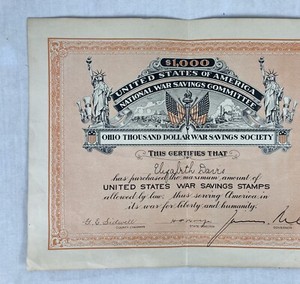 $1,000
UNITED STATES OF AMERICA
NATIONAL WAR SAVINGS COMMITTEE
OHIO THOUSAND DOLLAR WAR SAVINGS SOCIETY
THIS CERTIFIES THAT
Elizabeth Davis
has purchased the maximum amount of
UNITED STATES WAR SAVINGS STAMPS
allowed by law, thus serving America in
its war for liberty and humanity.